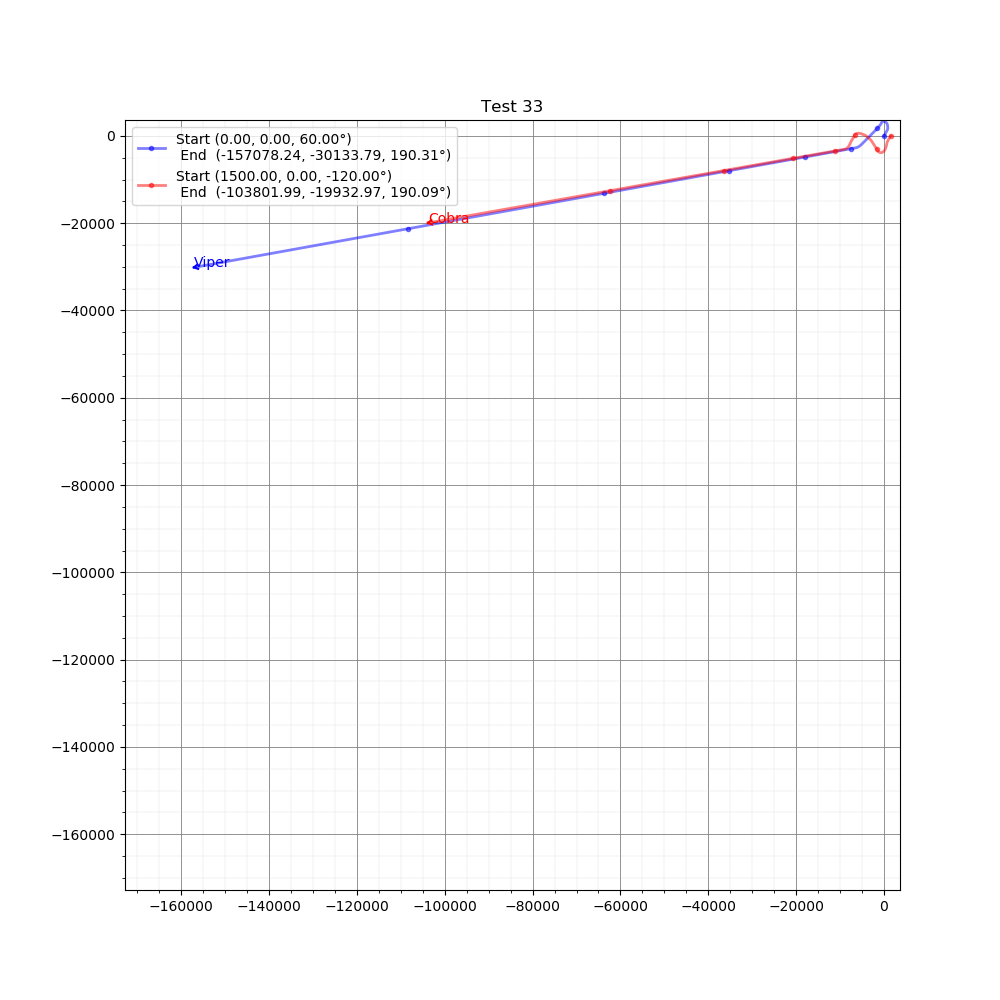 Test 33
Start (0.00, 0.00, 60.00°)
End  (-157078.24, -30133.79, 190.31°)
Start (1500.00, 0.00, -120.00°)
End  (-103801.99, -19932.97, 190.09°)
0
−20000
−40000
−60000
−80000
−100000
−120000
−140000
−160000
Cobra
Viper
−160000 −140000 −120000 −100000 −80000 −60000 −40000 −20000 0